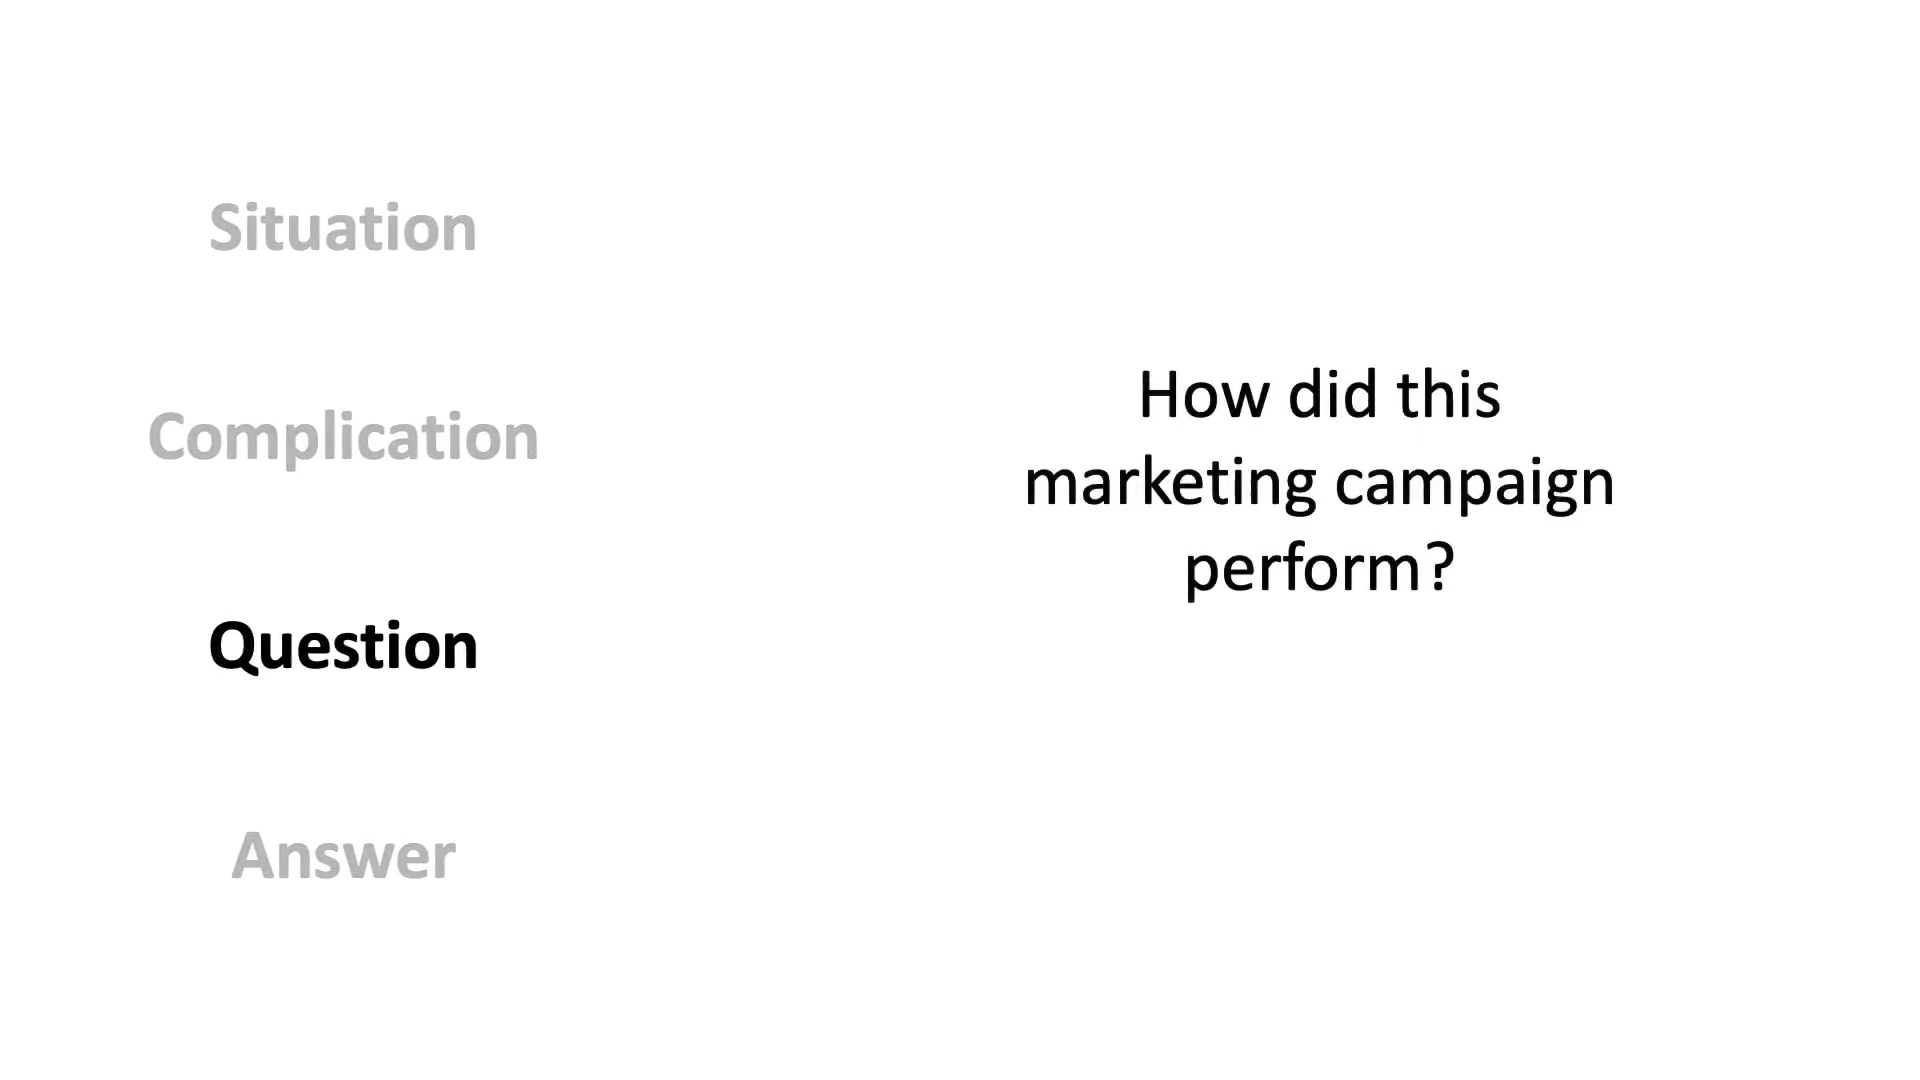 Situation
Complication
Question
Answer
How did this
marketing campaign
perform?